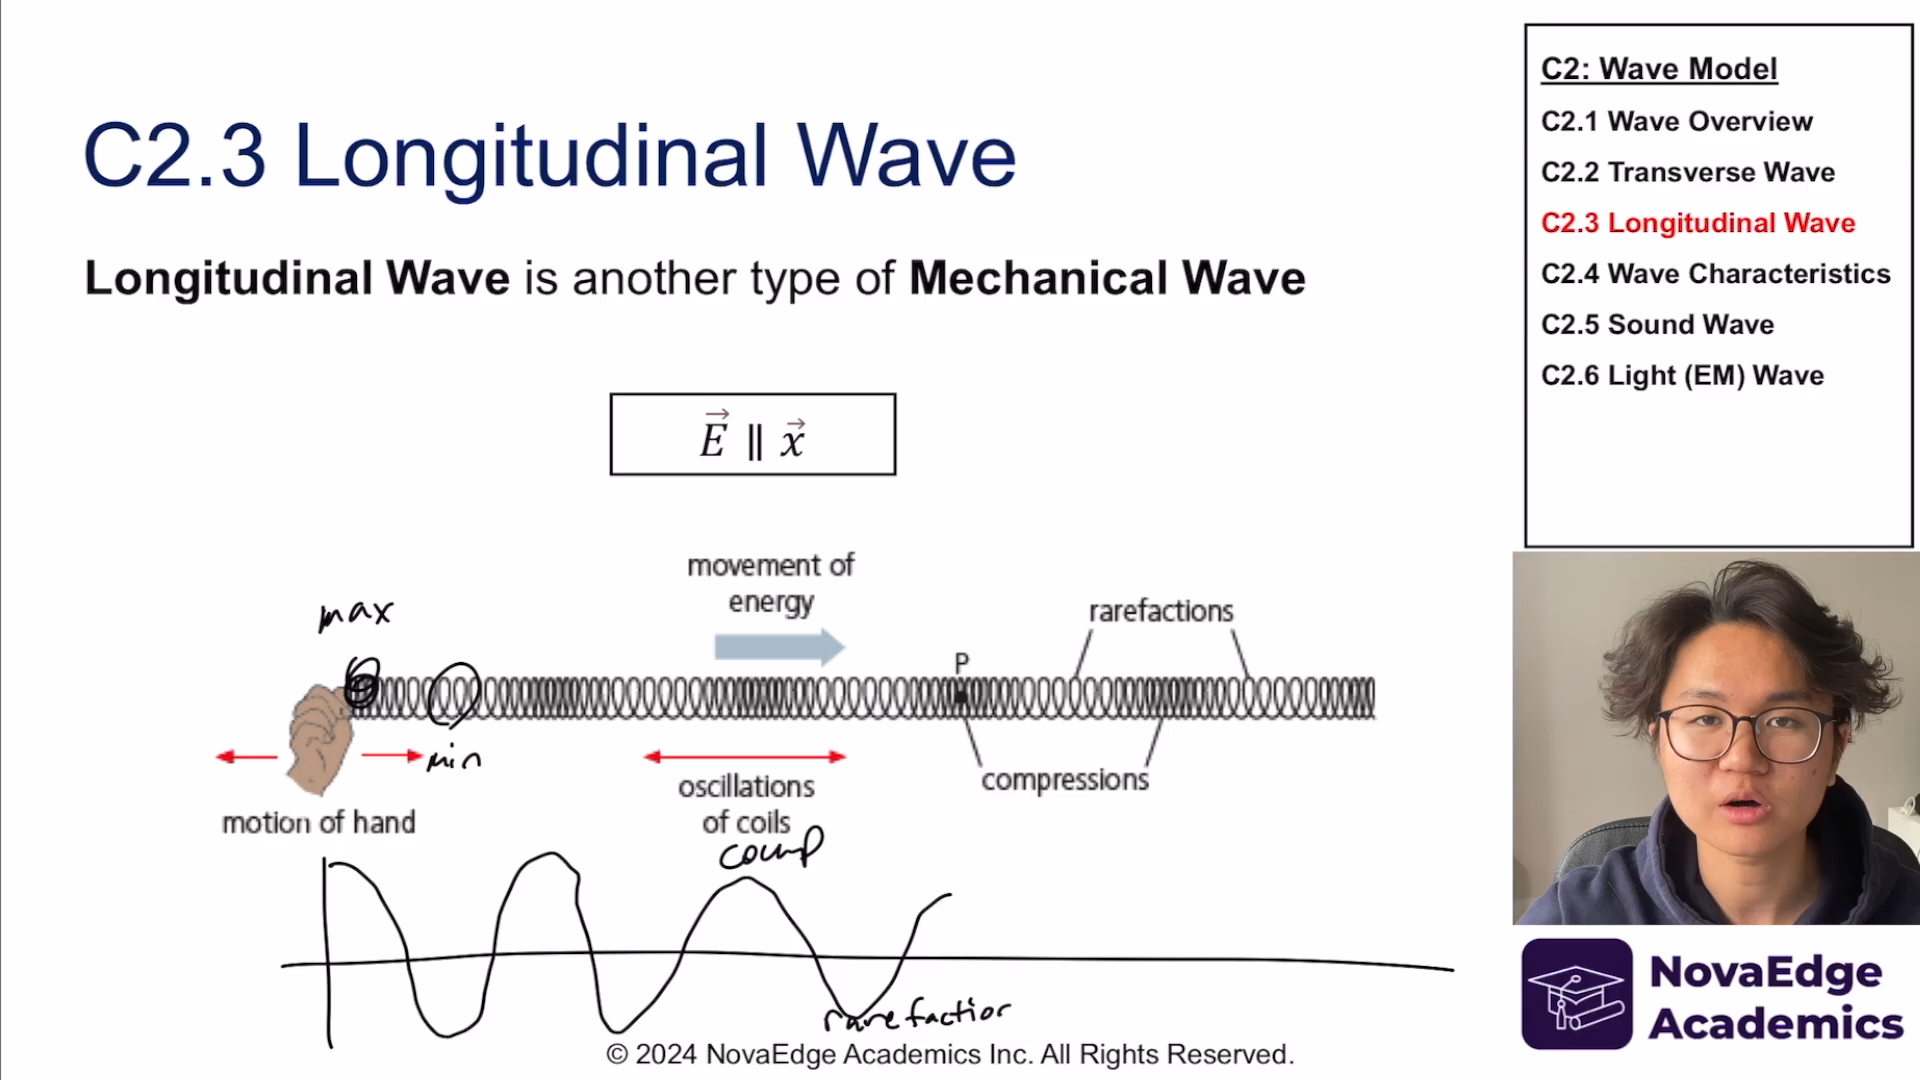 C2.3 Longitudinal Wave
Longitudinal Wave is another type of Mechanical Wave
E ∥ x
movement of
energy
rarefactions
max
P
min
motion of hand
oscillations
of coils
compressions
comp
rarefaction
© 2024 NovaEdge Academics Inc. All Rights Reserved.
C2: Wave Model
C2.1 Wave Overview
C2.2 Transverse Wave
C2.3 Longitudinal Wave
C2.4 Wave Characteristics
C2.5 Sound Wave
C2.6 Light (EM) Wave
NovaEdge
Academics